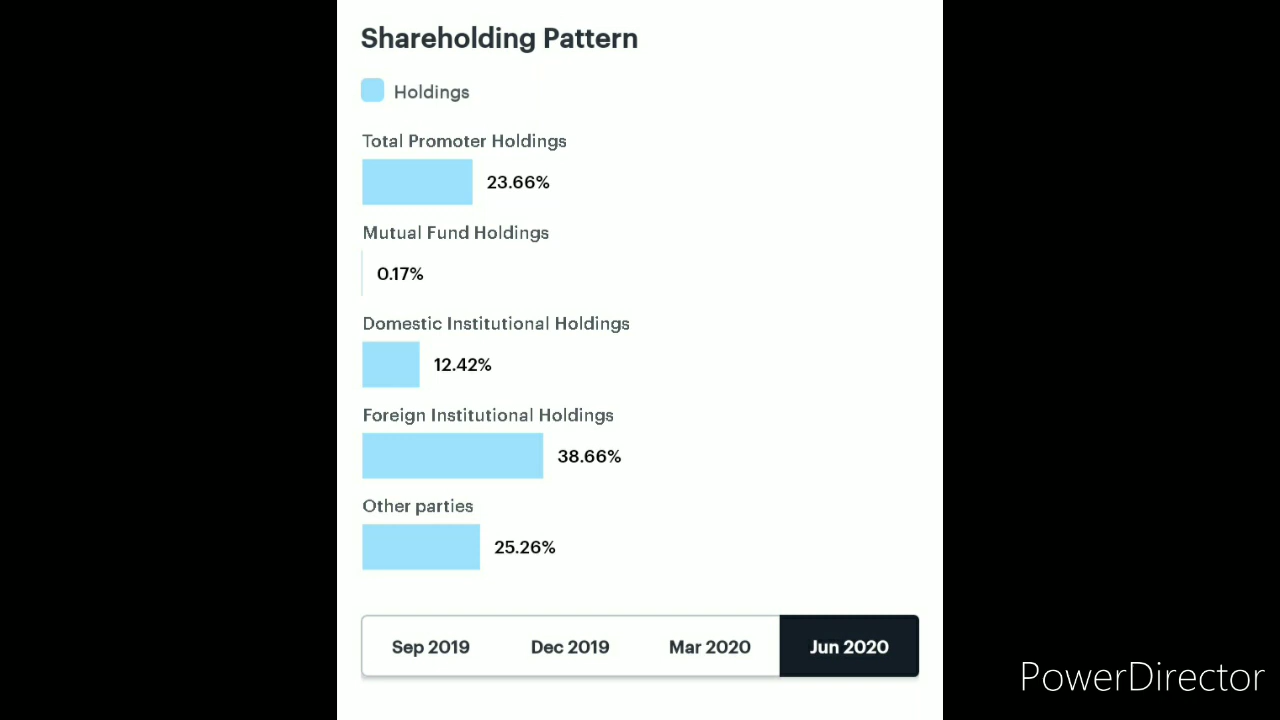 Shareholding Pattern
Holdings
Total Promoter Holdings
23.66%
Mutual Fund Holdings
0.17%
Domestic Institutional Holdings
12.42%
Foreign Institutional Holdings
38.66%
Other parties
25.26%
Sep 2019 Dec 2019 Mar 2020 Jun 2020
PowerDirector